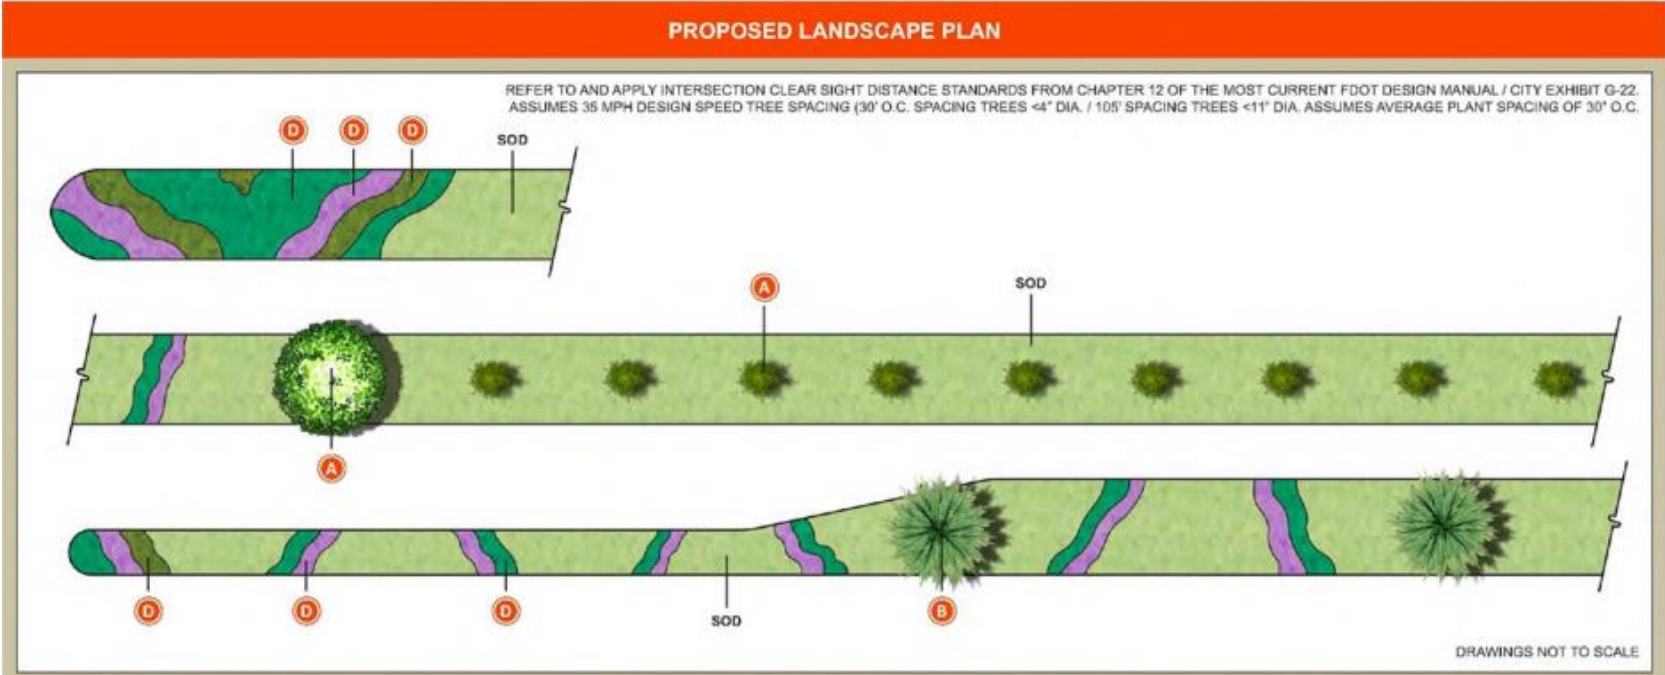 PROPOSED LANDSCAPE PLAN
REFER TO AND APPLY INTERSECTION CLEAR SIGHT DISTANCE STANDARDS FROM CHAPTER 12 OF THE MOST CURRENT FDOT DESIGN MANUAL / CITY EXHIBIT G-22.
ASSUMES 35 MPH DESIGN SPEED TREE SPACING (30' O.C. SPACING TREES <4" DIA. / 105' SPACING TREES <11" DIA. ASSUMES AVERAGE PLANT SPACING OF 30" O.C.
D D D SOD
A SOD
A
D D D SOD B
DRAWINGS NOT TO SCALE